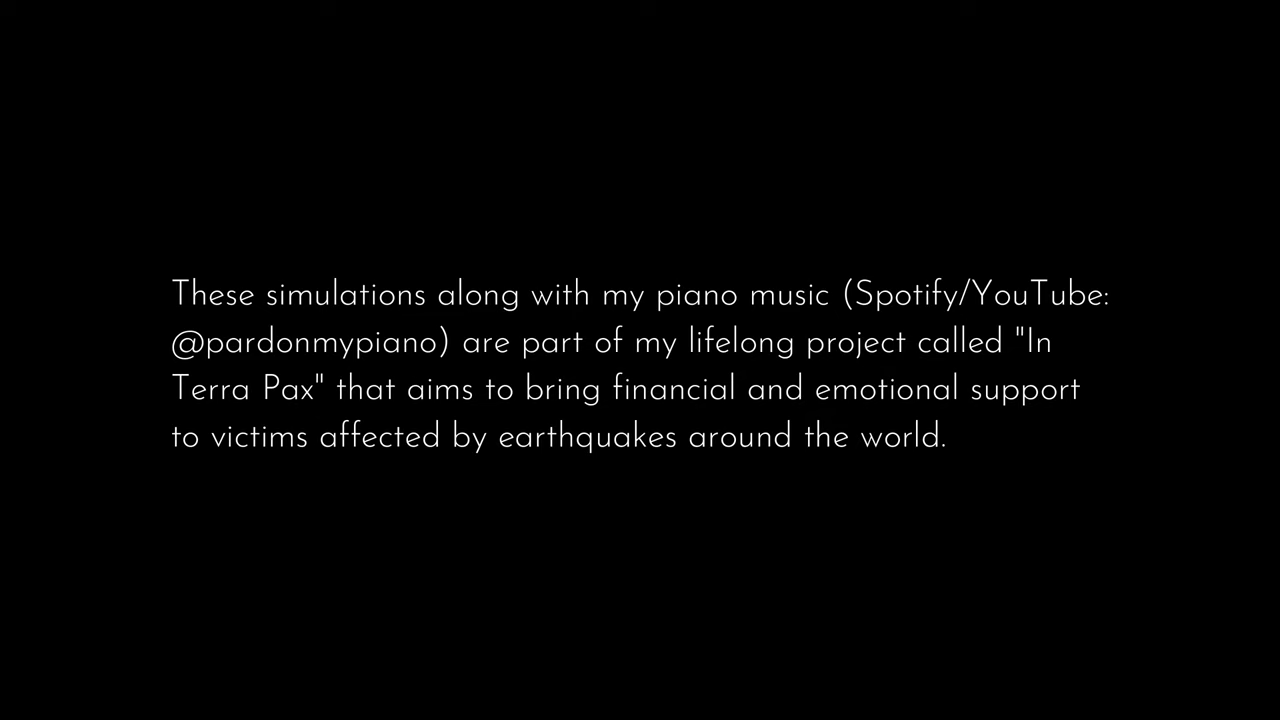 These simulations along with my piano music (Spotify/YouTube:
@pardonmypiano) are part of my lifelong project called "In
Terra Pax" that aims to bring financial and emotional support
to victims affected by earthquakes around the world.